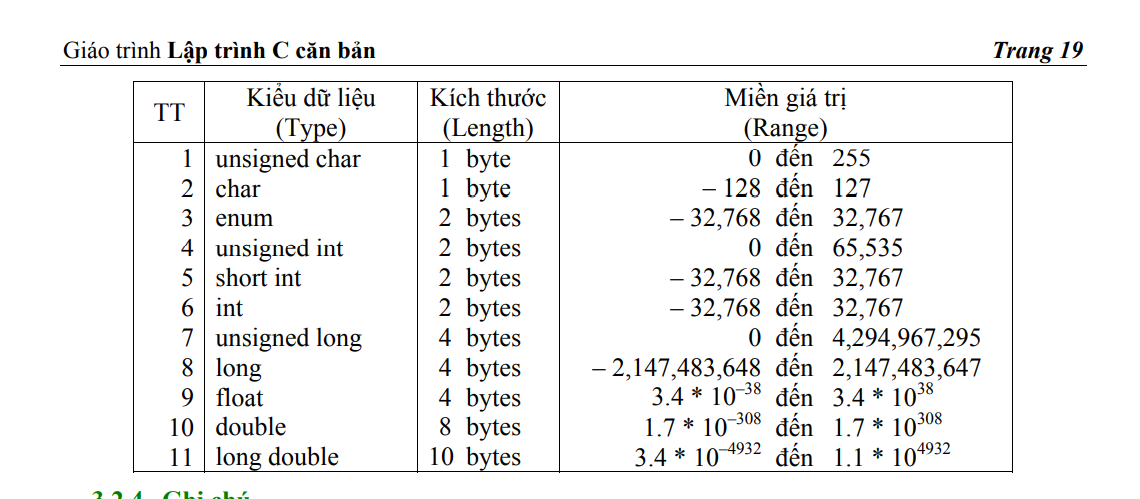 Giáo trình Lập trình C căn bản Trang 19
TT Kiểu dữ liệu (Type) Kích thước (Length) Miền giá trị (Range)
1 unsigned char 1 byte 0 đến 255
2 char 1 byte – 128 đến 127
3 enum 2 bytes – 32,768 đến 32,767
4 unsigned int 2 bytes 0 đến 65,535
5 short int 2 bytes – 32,768 đến 32,767
6 int 2 bytes – 32,768 đến 32,767
7 unsigned long 4 bytes 0 đến 4,294,967,295
8 long 4 bytes – 2,147,483,648 đến 2,147,483,647
9 float 4 bytes 3.4 * 10⁻³⁸ đến 3.4 * 10³⁸
10 double 8 bytes 1.7 * 10⁻³⁰⁸ đến 1.7 * 10³⁰⁸
11 long double 10 bytes 3.4 * 10⁻⁴⁹³² đến 1.1 * 10⁴⁹³²
3.2.4 Ghi chú